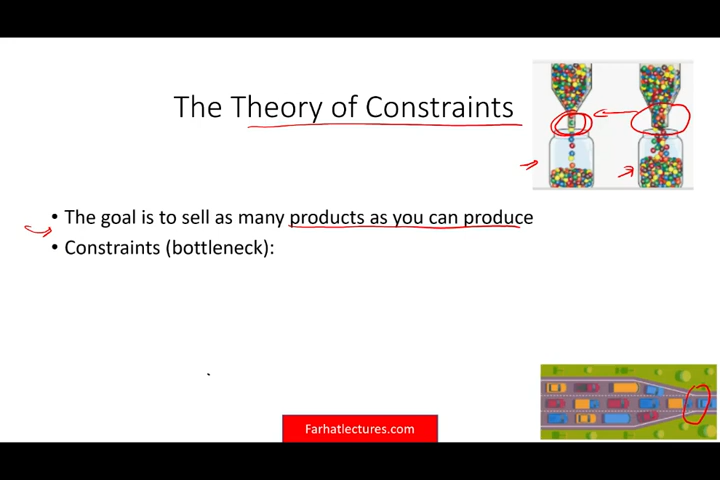 The Theory of Constraints
• The goal is to sell as many products as you can produce
• Constraints (bottleneck):
Farhatlectures.com